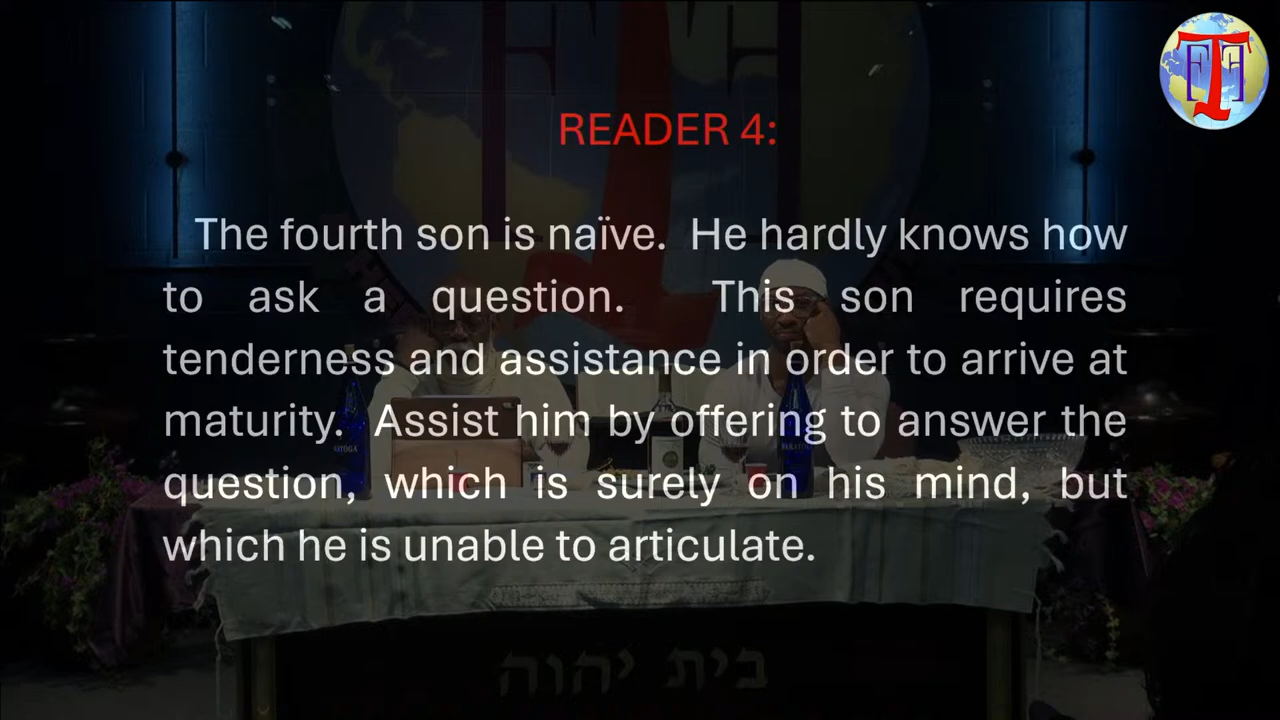 READER 4:
The fourth son is naïve. He hardly knows how
to ask a question. This son requires
tenderness and assistance in order to arrive at
maturity. Assist him by offering to answer the
question, which is surely on his mind, but
which he is unable to articulate.
בית יהוה